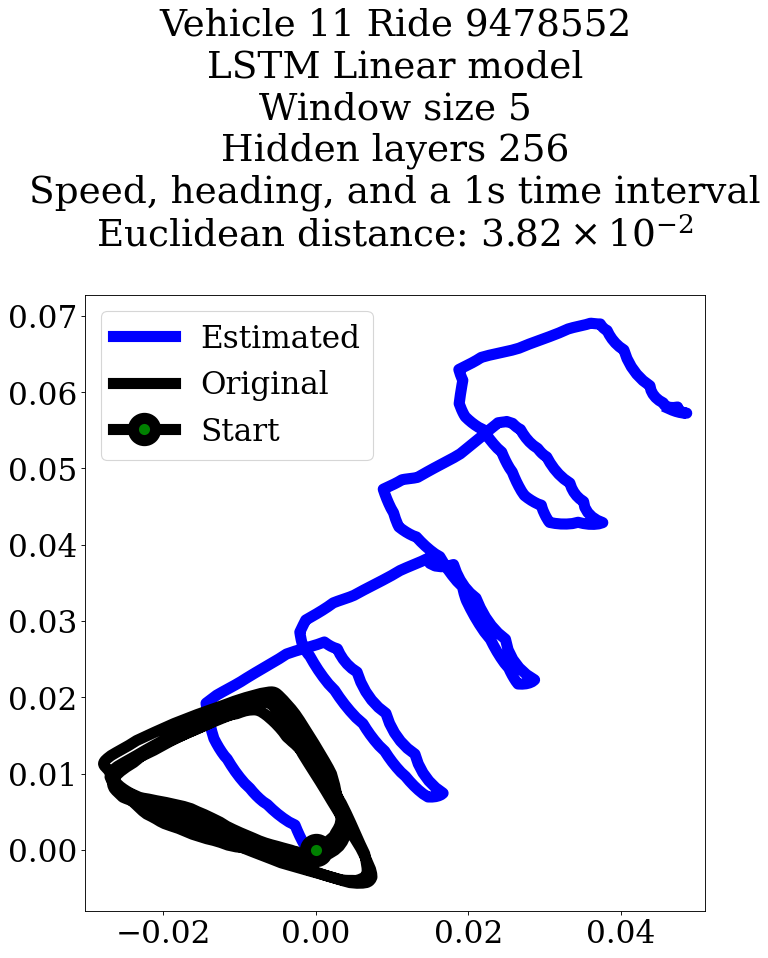 Vehicle 11 Ride 9478552
LSTM Linear model
Window size 5
Hidden layers 256
Speed, heading, and a 1s time interval
Euclidean distance: 3.82 × 10⁻²
Estimated
Original
Start
0.07
0.06
0.05
0.04
0.03
0.02
0.01
0.00
−0.02 0.00 0.02 0.04